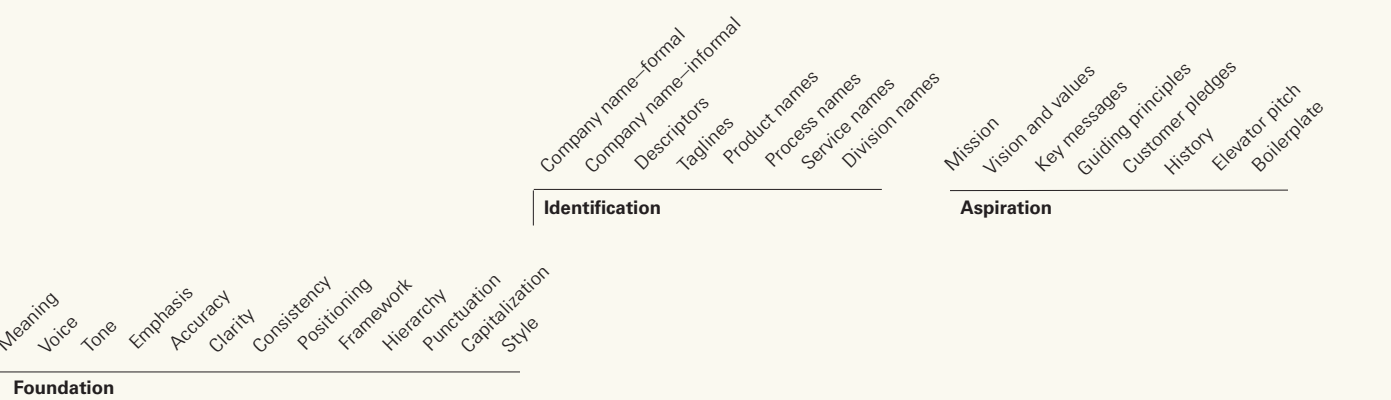 Company name—formal
Company name—informal
Descriptors
Taglines
Product names
Process names
Service names
Division names
Identification
Mission
Vision and values
Key messages
Guiding principles
Customer pledges
History
Elevator pitch
Boilerplate
Aspiration
Meaning
Voice
Tone
Emphasis
Accuracy
Clarity
Consistency
Positioning
Framework
Hierarchy
Punctuation
Capitalization
Style
Foundation